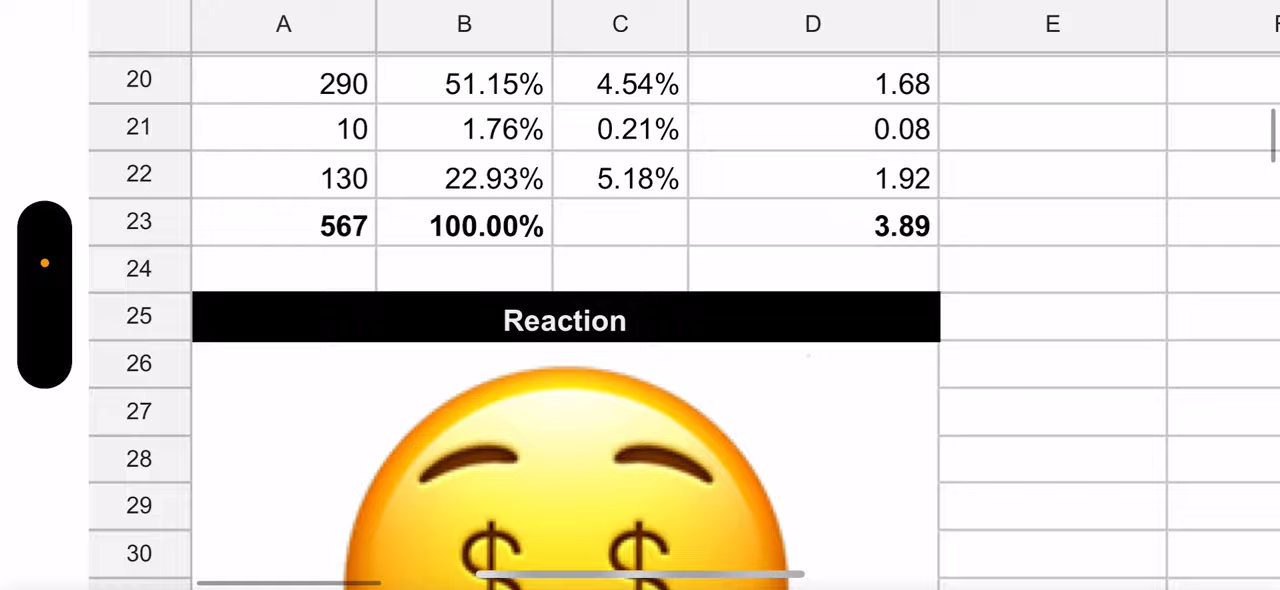 A B C D E F
20 290 51.15% 4.54% 1.68
21 10 1.76% 0.21% 0.08
22 130 22.93% 5.18% 1.92
23 567 100.00% 3.89
24
25 Reaction
26
27
28
29
30
$ $